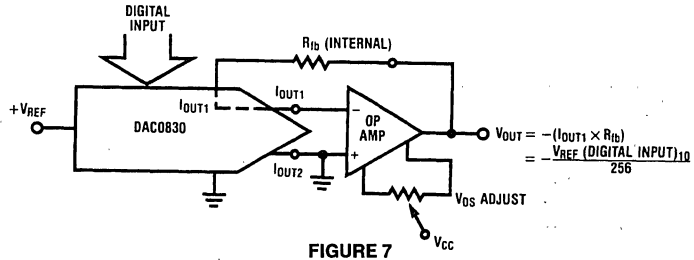 DIGITAL
INPUT
Rfb (INTERNAL)
+VREF
DAC0830
IOUT1
IOUT1
IOUT2
−
+
OP
AMP
VOUT = −(IOUT1 × Rfb)
= − VREF (DIGITAL INPUT)10
256
VOS ADJUST
VCC
FIGURE 7